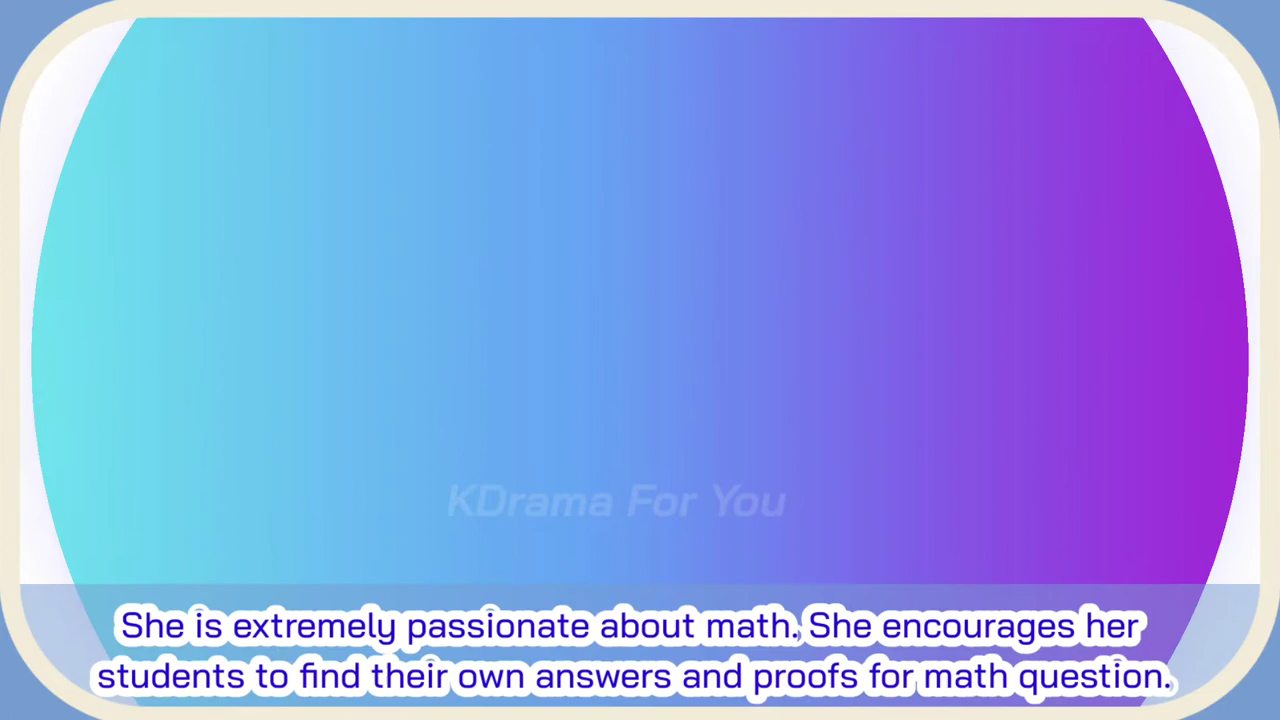 KDrama For You
She is extremely passionate about math. She encourages her
students to find their own answers and proofs for math question.